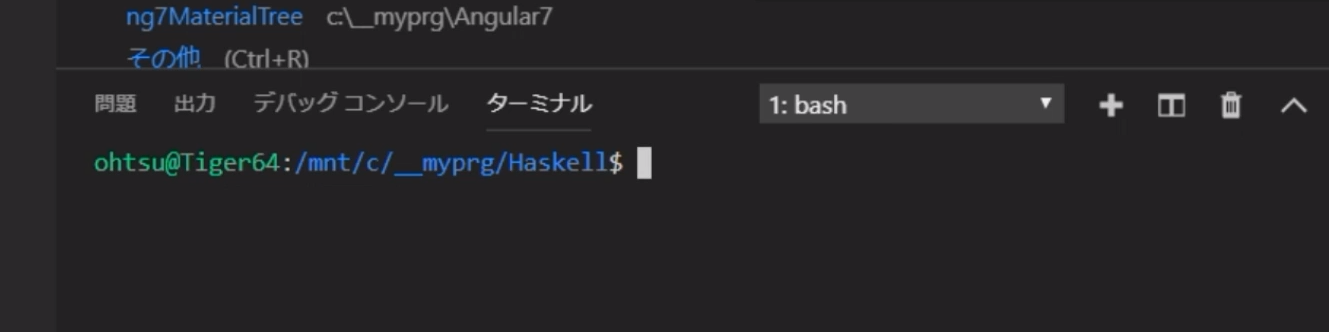 ng7MaterialTree c:\__myprg\Angular7
その他 (Ctrl+R)
問題 出力 デバッグ コンソール ターミナル 1: bash
ohtsu@Tiger64:/mnt/c/__myprg/Haskell$